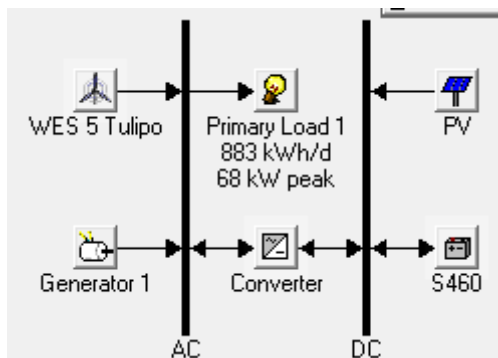 WES 5 Tulipo
Primary Load 1
883 kWh/d
68 kW peak
PV
Generator 1
Converter
S460
AC
DC